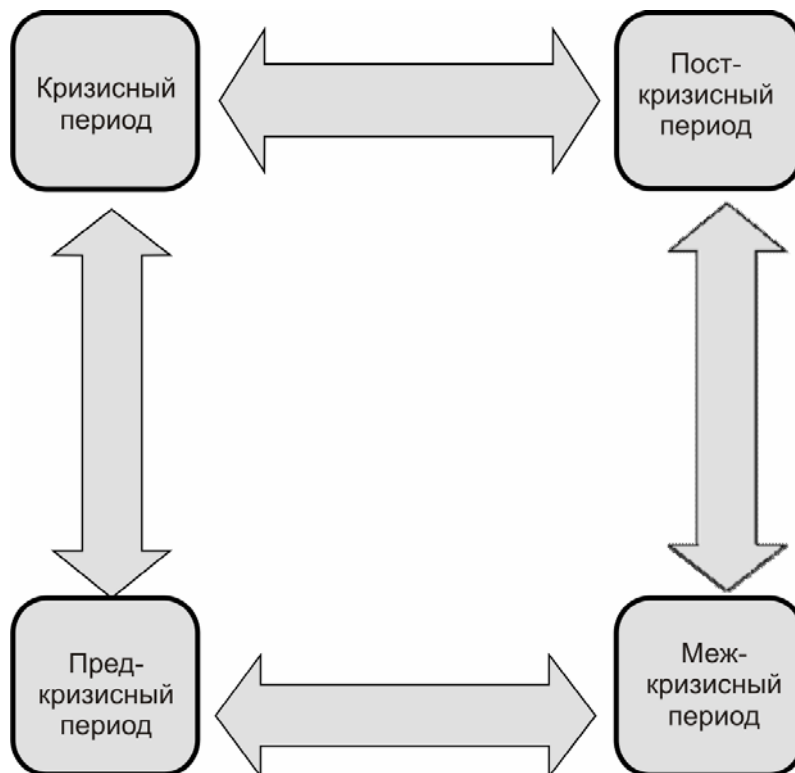 Кризисный
период
Пост-
кризисный
период
Пред-
кризисный
период
Меж-
кризисный
период